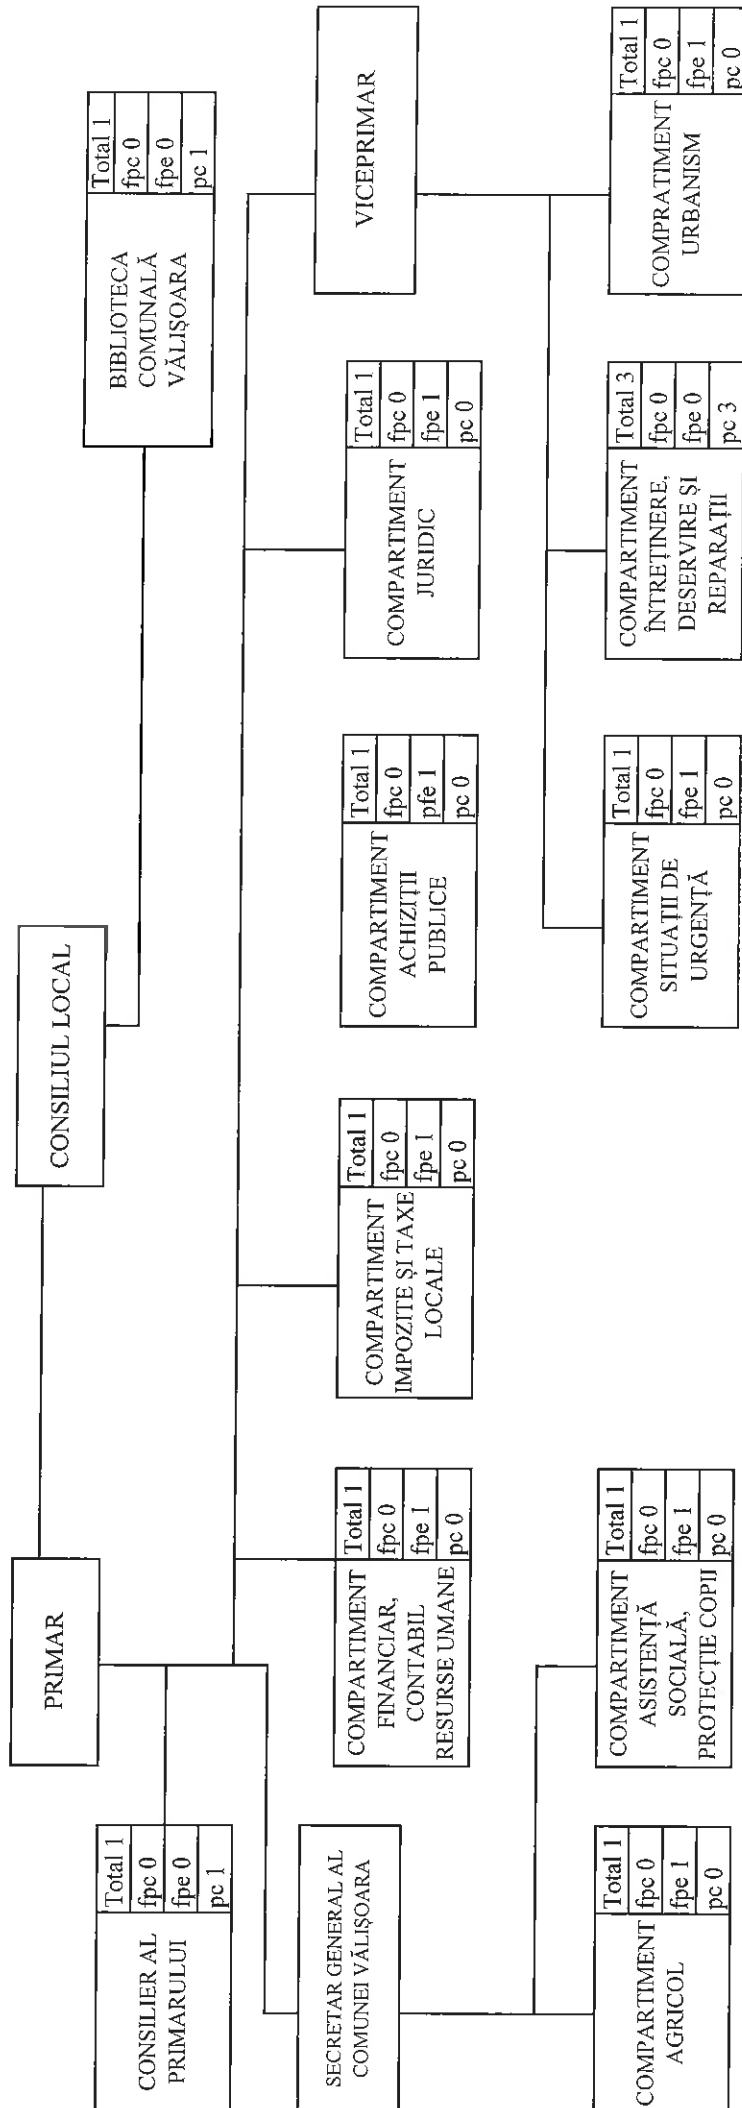 PRIMAR
CONSILIUL LOCAL
CONSILIER AL
PRIMARULUI
Total 1
fpc 0
fpe 0
pc 1
BIBLIOTECA
COMUNALĂ
VĂLIȘOARA
Total 1
fpc 0
fpe 0
pc 1
SECRETAR GENERAL AL
COMUNEI VĂLIȘOARA
COMPARTIMENT
FINANCIAR,
CONTABIL
RESURSE UMANE
Total 1
fpc 0
fpe 1
pc 0
COMPARTIMENT
IMPOZITE ȘI TAXE
LOCALE
Total 1
fpc 0
fpe 1
pc 0
COMPARTIMENT
ACHIZIȚII
PUBLICE
Total 1
fpc 0
pfe 1
pc 0
COMPARTIMENT
JURIDIC
Total 1
fpc 0
fpe 1
pc 0
VICEPRIMAR
COMPARTIMENT
AGRICOL
Total 1
fpc 0
fpe 1
pc 0
COMPARTIMENT
ASISTENȚĂ
SOCIALĂ,
PROTECȚIE COPII
Total 1
fpc 0
fpe 1
pc 0
COMPARTIMENT
SITUAȚII DE
URGENȚĂ
Total 1
fpc 0
fpe 1
pc 0
COMPARTIMENT
ÎNTREȚINERE,
DESERVIRE ȘI
REPARAȚII
Total 3
fpc 0
fpe 0
pc 3
COMPRATIMENT
URBANISM
Total 1
fpc 0
fpe 1
pc 0